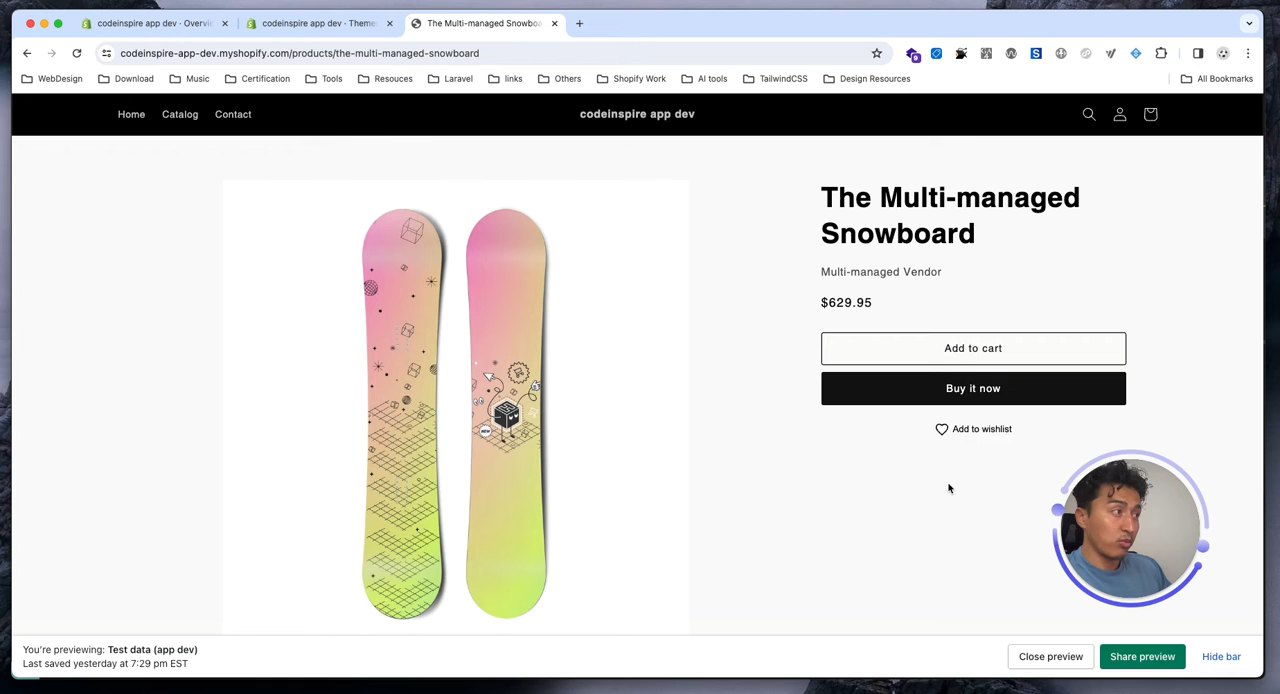 codeinspire app dev · Overvie
codeinspire app dev · Themes
The Multi-managed Snowboa
codeinspire-app-dev.myshopify.com/products/the-multi-managed-snowboard
9
WebDesign
Download
Music
Certification
Tools
Resouces
Laravel
links
Others
Shopify Work
AI tools
TailwindCSS
Design Resources
All Bookmarks
Home
Catalog
Contact
codeinspire app dev
The Multi-managed
Snowboard
Multi-managed Vendor
$629.95
Add to cart
Buy it now
Add to wishlist
NEW
You're previewing: Test data (app dev)
Last saved yesterday at 7:29 pm EST
Close preview
Share preview
Hide bar